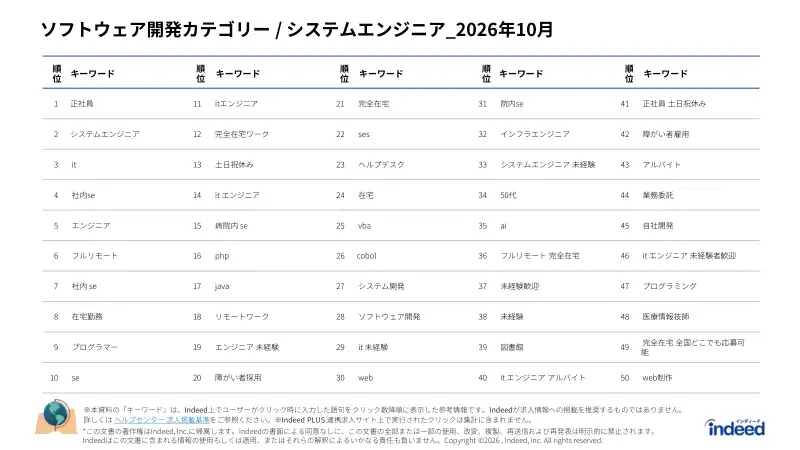 ソフトウェア開発カテゴリー / システムエンジニア_2026年10月
順位 キーワード 順位 キーワード 順位 キーワード 順位 キーワード 順位 キーワード
1 正社員 11 itエンジニア 21 完全在宅 31 院内se 41 正社員 土日祝休み
2 システムエンジニア 12 完全在宅ワーク 22 ses 32 インフラエンジニア 42 障がい者雇用
3 it 13 土日祝休み 23 ヘルプデスク 33 システムエンジニア 未経験 43 アルバイト
4 社内se 14 it エンジニア 24 在宅 34 50代 44 業務委託
5 エンジニア 15 病院内 se 25 vba 35 ai 45 自社開発
6 フルリモート 16 php 26 cobol 36 フルリモート 完全在宅 46 it エンジニア 未経験者歓迎
7 社内 se 17 java 27 システム開発 37 未経験歓迎 47 プログラミング
8 在宅勤務 18 リモートワーク 28 ソフトウェア開発 38 未経験 48 医療情報技師
9 プログラマー 19 エンジニア 未経験 29 it 未経験 39 図書館 49 完全在宅 全国どこでも応募可能
10 se 20 障がい者採用 30 web 40 it エンジニア アルバイト 50 web制作
※本資料の「キーワード」は、Indeed上でユーザーがクリック時に入力した語句をクリック数降順に表示した参考情報です。Indeedが求人情報への掲載を推奨するものではありません。
詳しくは ヘルプセンター 求人掲載基準をご参照ください。※Indeed PLUS 連携求人サイト上で実行されたクリックは集計に含まれません。
*この文書の著作権はIndeed, Inc.に帰属します。Indeedの書面による同意なしに、この文書の全部または一部の使用、改変、複製、再送信および再発表は明示的に禁止されます。
Indeedはこの文書に含まれる情報の使用もしくは適用、またはそれらの解釈によるいかなる責任も負いません。Copyright ©2026 , Indeed, Inc. All rights reserved.
インディード
indeed